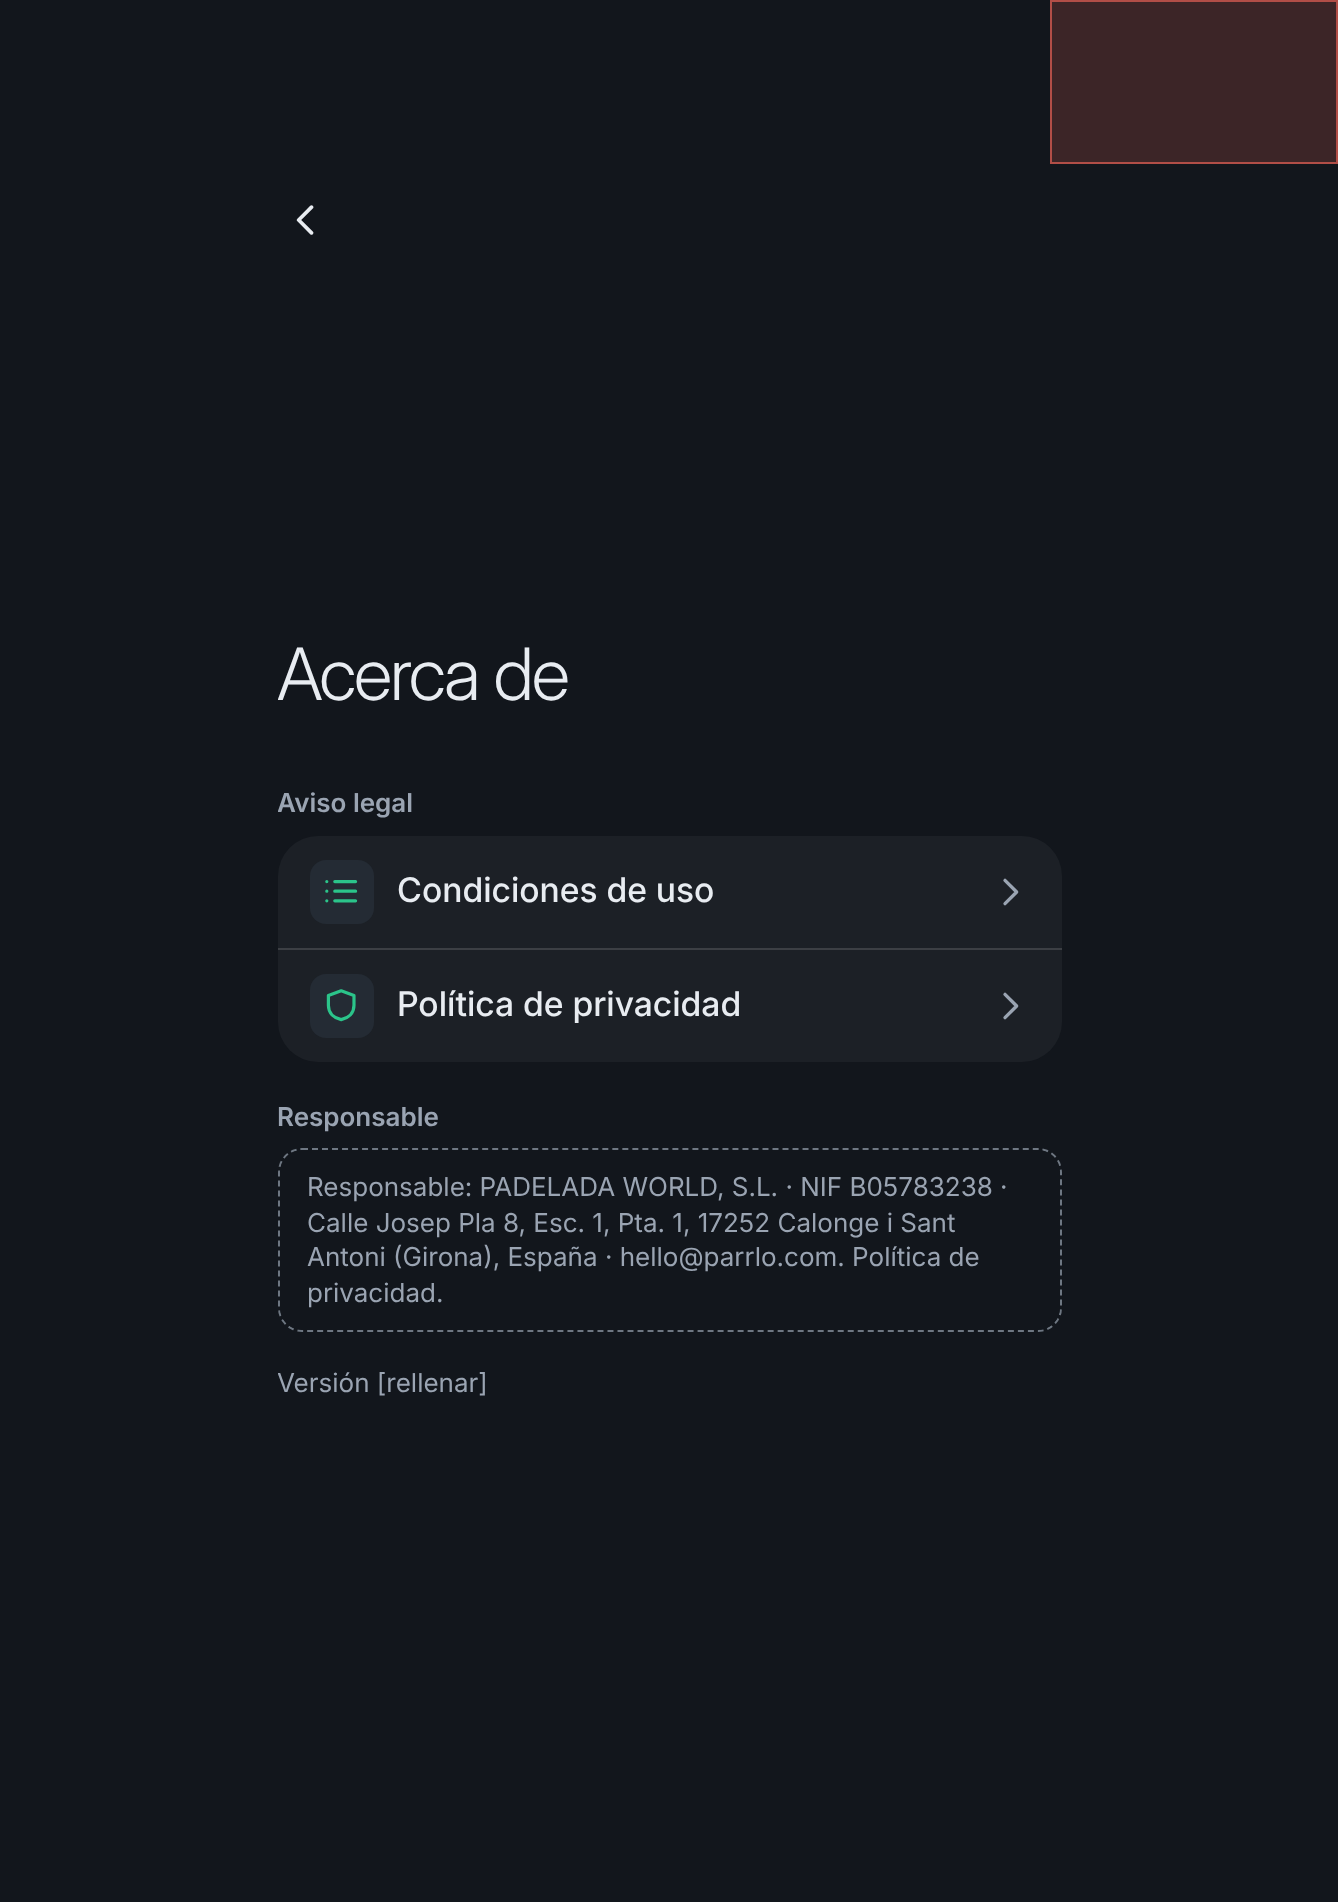 Acerca de
Aviso legal
Condiciones de uso
Política de privacidad
Responsable
Responsable: PADELADA WORLD, S.L. · NIF B05783238 ·
Calle Josep Pla 8, Esc. 1, Pta. 1, 17252 Calonge i Sant
Antoni (Girona), España · hello@parrlo.com. Política de
privacidad.
Versión [rellenar]